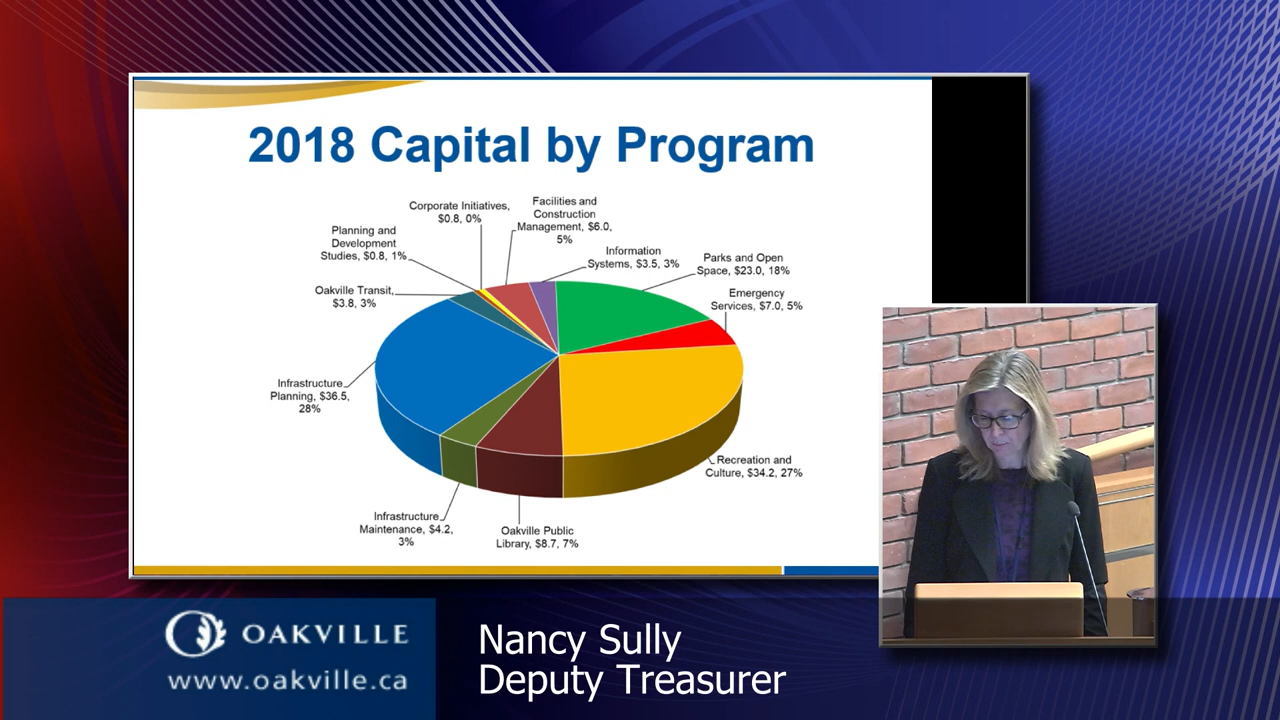 2018 Capital by Program
Corporate Initiatives,
$0.8, 0%
Facilities and
Construction
Management, $6.0,
5%
Planning and
Development
Studies, $0.8, 1%
Information
Systems, $3.5, 3%
Parks and Open
Space, $23.0, 18%
Oakville Transit,
$3.8, 3%
Emergency
Services, $7.0, 5%
Infrastructure
Planning, $36.5,
28%
Recreation and
Culture, $34.2, 27%
Infrastructure
Maintenance, $4.2,
3%
Oakville Public
Library, $8.7, 7%
OAKVILLE
www.oakville.ca
Nancy Sully
Deputy Treasurer